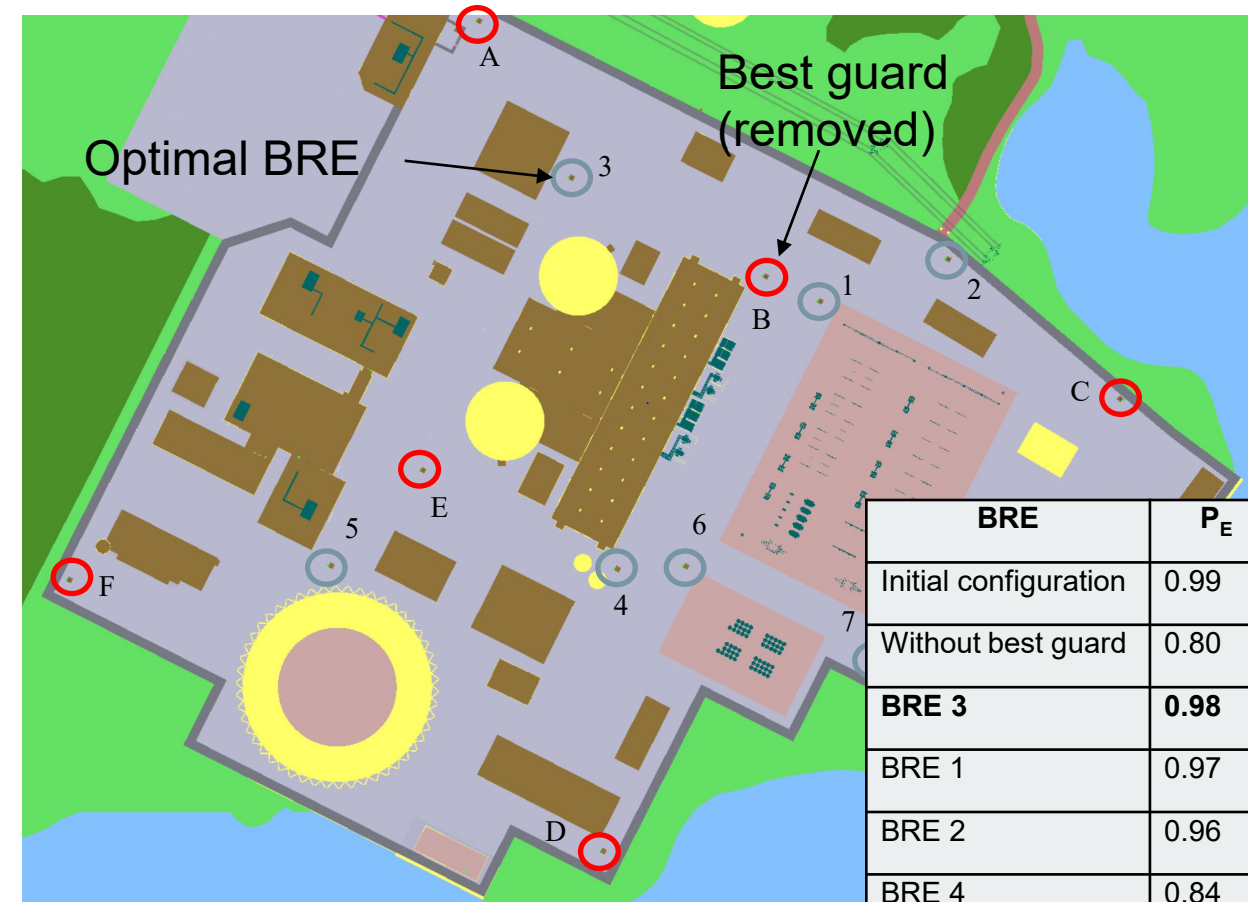 A
Best guard
(removed)
Optimal BRE
3
1
2
B
C
E
5
6
F
4
7
D
BRE P_E
Initial configuration 0.99
Without best guard 0.80
BRE 3 0.98
BRE 1 0.97
BRE 2 0.96
BRE 4 0.84